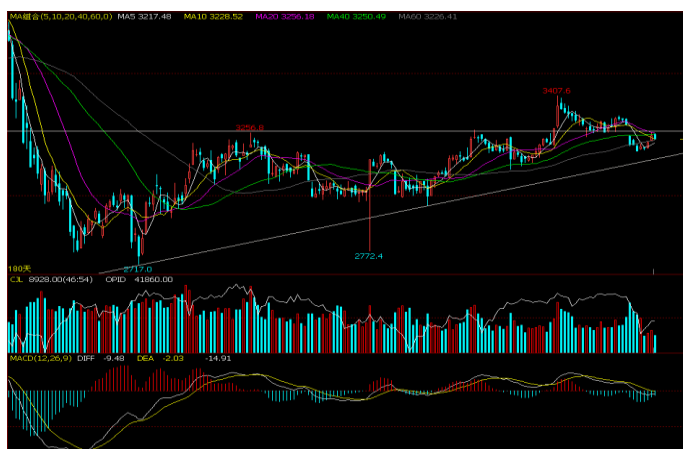 MA組合(5,10,20,40,60,0) MA5 3217.48 MA10 3228.52 MA20 3256.18 MA40 3250.49 MA60 3226.41
3407.6
3256.8
2772.4
180天
2717.0
CJL 8928.00(46:54) OPID 41860.00
MACD(12,26,9) DIFF -9.48 DEA -2.03 -14.91